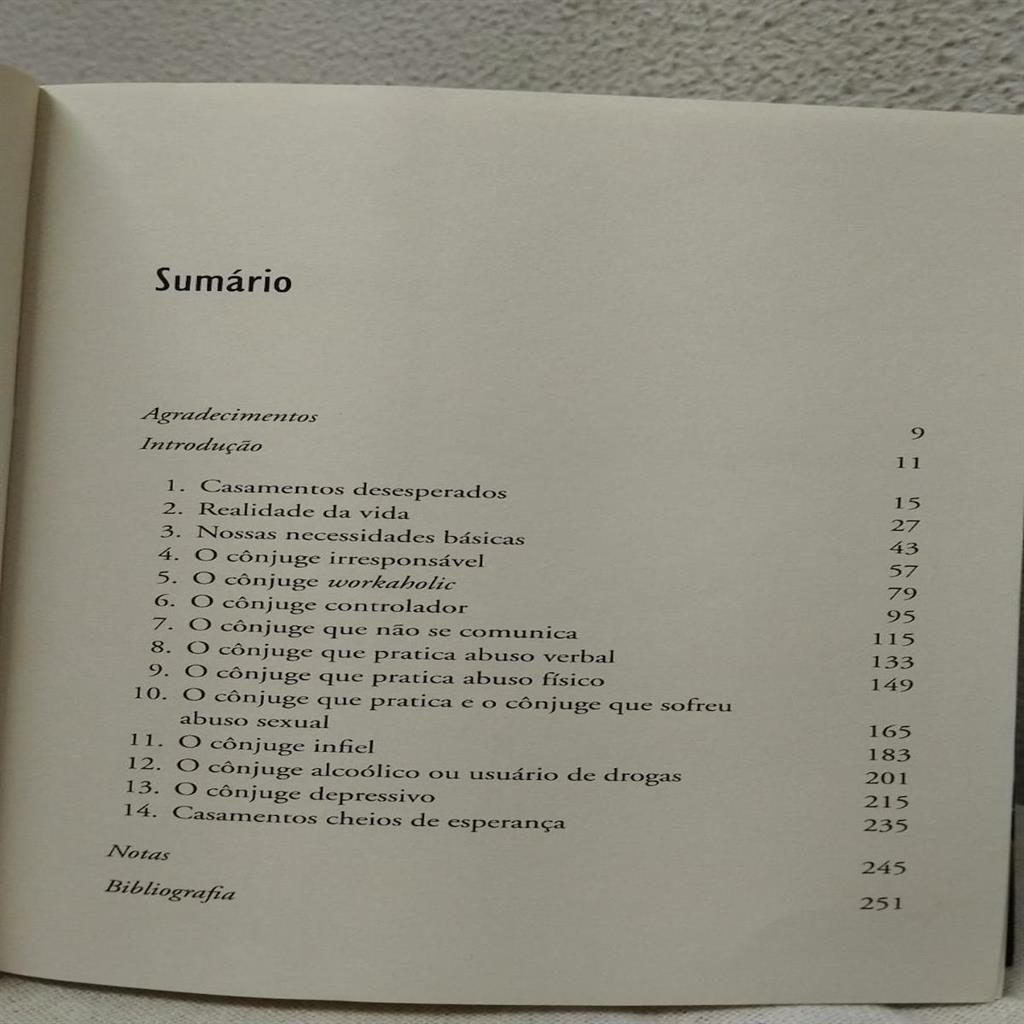 Sumário
Agradecimentos 9
Introdução 11
1. Casamentos desesperados 15
2. Realidade da vida 27
3. Nossas necessidades básicas 43
4. O cônjuge irresponsável 57
5. O cônjuge workaholic 79
6. O cônjuge controlador 95
7. O cônjuge que não se comunica 115
8. O cônjuge que pratica abuso verbal 133
9. O cônjuge que pratica abuso físico 149
10. O cônjuge que pratica e o cônjuge que sofreu
abuso sexual 165
11. O cônjuge infiel 183
12. O cônjuge alcoólico ou usuário de drogas 201
13. O cônjuge depressivo 215
14. Casamentos cheios de esperança 235
Notas 245
Bibliografia 251